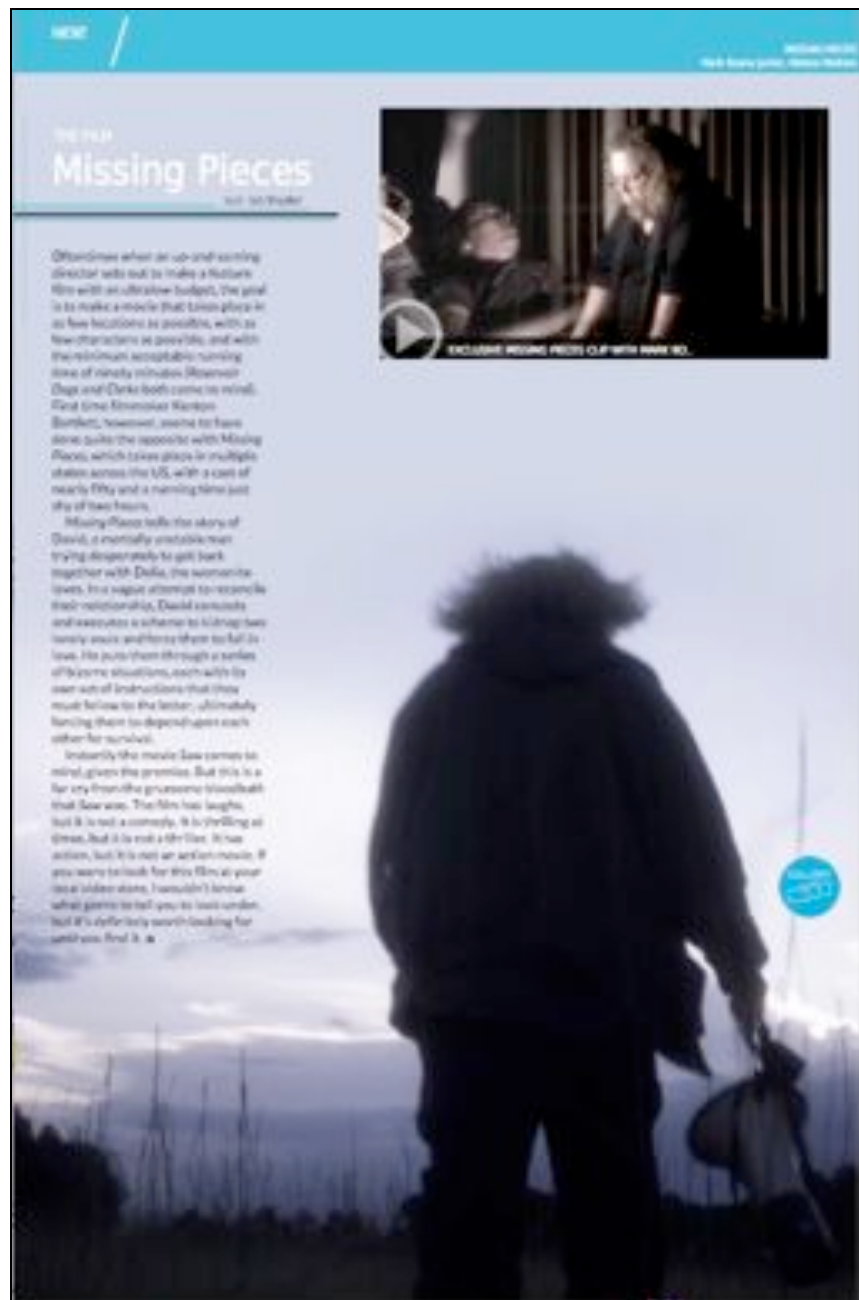 NEXT
MISSING PIECES
THE FILM
Missing Pieces
Oftentimes when an up-and-coming
director sets out to make a feature
film with an ultralow budget, the goal
is to make a movie that takes place in
as few locations as possible, with as
few characters as possible, and with
the minimum acceptable running
time of ninety minutes (Reservoir
Dogs and Clerks both come to mind).
First time filmmaker Kenton
Bartlett, however, seems to have
done quite the opposite with Missing
Pieces, which takes place in multiple
states across the US, with a cast of
nearly fifty and a running time just
shy of two hours.
Missing Pieces tells the story of
David, a mentally unstable man
trying desperately to get back
together with Delia, the woman he
loves. In a vague attempt to reconcile
their relationship, David concocts
and executes a scheme to kidnap two
lonely souls and force them to fall in
love. He puts them through a series
of bizarre situations, each with its
own set of instructions that they
must follow to the letter, ultimately
forcing them to depend upon each
other for survival.
Instantly the movie Saw comes to
mind, given the premise. But this is a
far cry from the gruesome bloodbath
that Saw was. The film has laughs,
but it is not a comedy. It is thrilling at
times, but it is not a thriller. It has
action, but it is not an action movie. If
you were to look for this film at your
local video store, I wouldn't know
what genre to tell you to look under,
but it's definitely worth looking for
until you find it.
EXCLUSIVE MISSING PIECES CLIP WITH MARK BO...